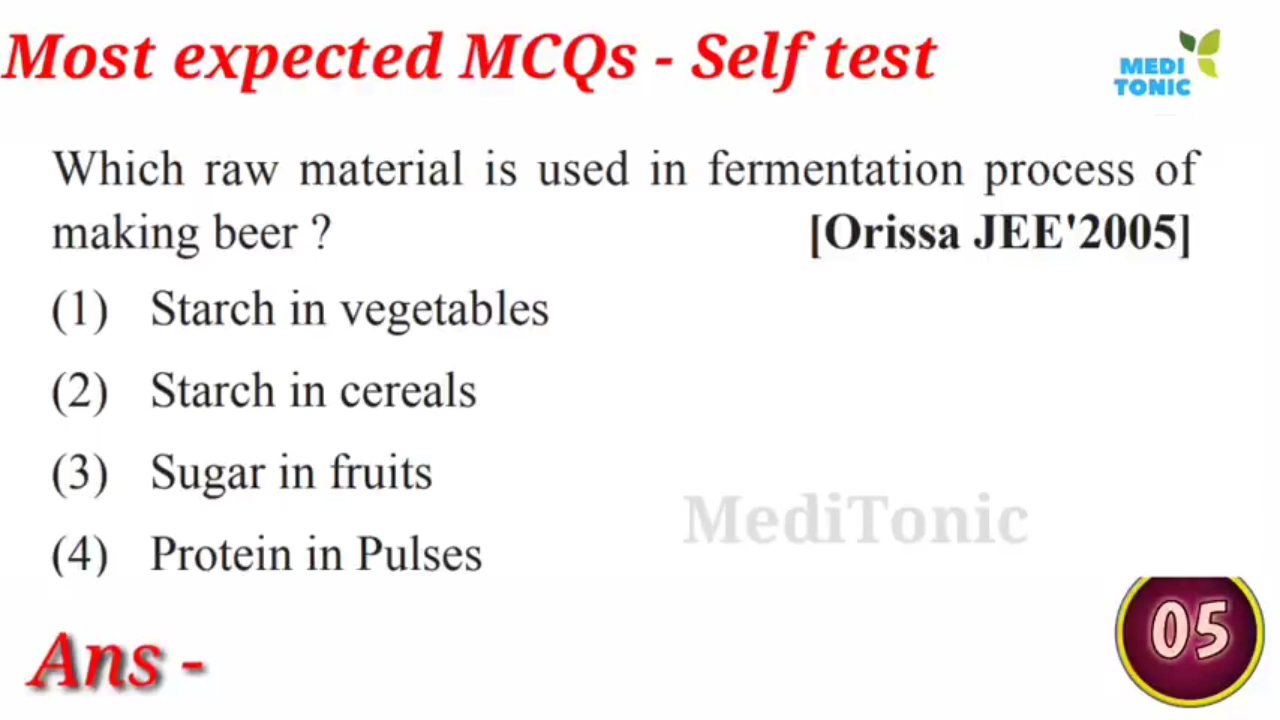 Most expected MCQs - Self test
MEDI
TONIC
Which raw material is used in fermentation process of
making beer ? [Orissa JEE'2005]
(1) Starch in vegetables
(2) Starch in cereals
(3) Sugar in fruits
(4) Protein in Pulses
MediTonic
Ans -
05